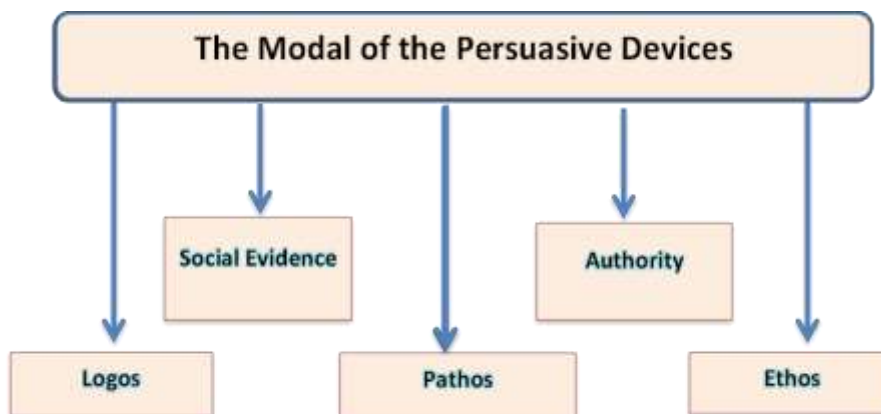 The Modal of the Persuasive Devices
Social Evidence
Authority
Logos
Pathos
Ethos